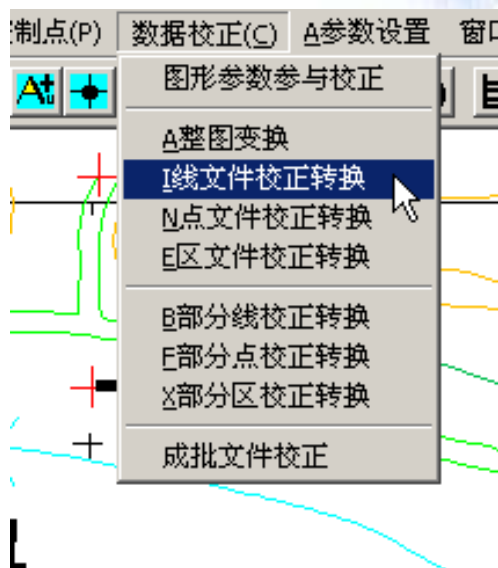 制点(P) 数据校正(C) A参数设置 窗口
图形参数参与校正
A整图变换
I线文件校正转换
N点文件校正转换
E区文件校正转换
B部分线校正转换
F部分点校正转换
X部分区校正转换
成批文件校正